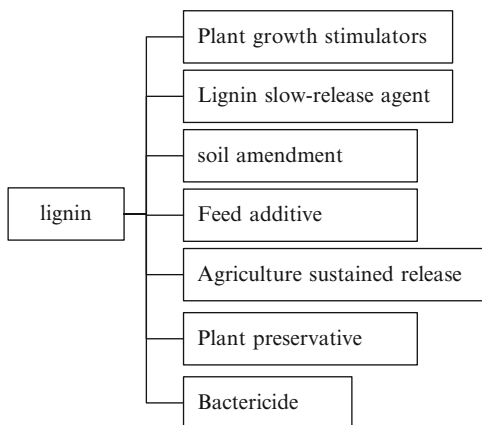 Plant growth stimulators
Lignin slow-release agent
soil amendment
lignin
Feed additive
Agriculture sustained release
Plant preservative
Bactericide